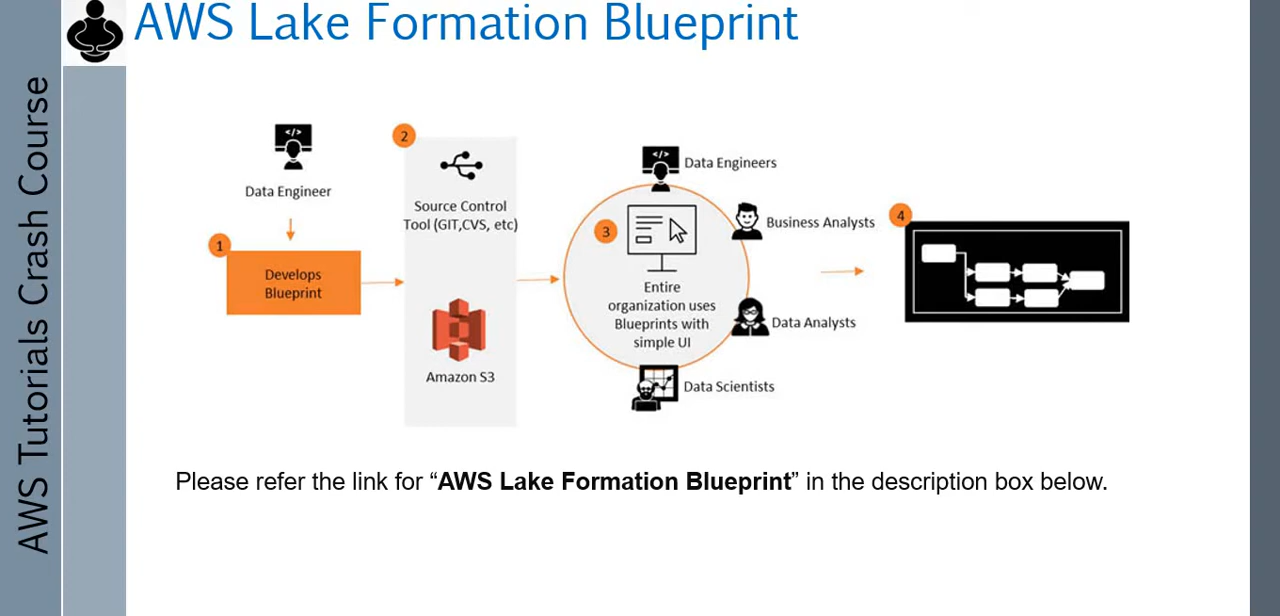 AWS Lake Formation Blueprint
AWS Tutorials Crash Course
Data Engineer
1
Develops
Blueprint
2
Source Control
Tool (GIT,CVS, etc)
Amazon S3
3
Entire
organization uses
Blueprints with
simple UI
Data Engineers
Business Analysts
Data Analysts
Data Scientists
4
Please refer the link for “AWS Lake Formation Blueprint” in the description box below.